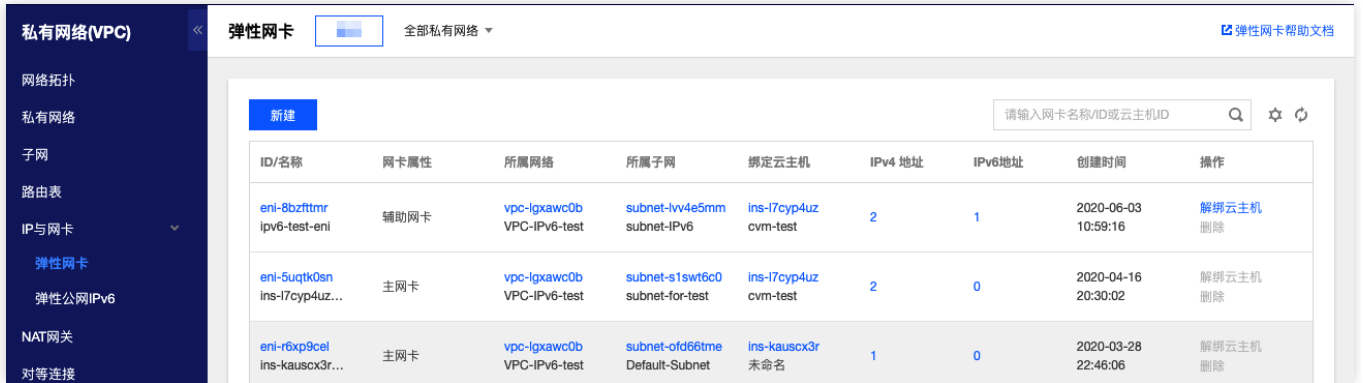 私有网络(VPC)
弹性网卡
全部私有网络
弹性网卡帮助文档
网络拓扑
私有网络
子网
路由表
IP与网卡
弹性网卡
弹性公网IPv6
NAT网关
对等连接
新建
请输入网卡名称/ID或云主机ID
ID/名称 网卡属性 所属网络 所属子网 绑定云主机 IPv4 地址 IPv6地址 创建时间 操作
eni-8bzfttmr 辅助网卡 vpc-lgxawc0b subnet-lvv4e5mm ins-l7cyp4uz 2 1 2020-06-03 解绑云主机
ipv6-test-eni VPC-IPv6-test subnet-IPv6 cvm-test 10:59:16 删除
eni-5uqtk0sn 主网卡 vpc-lgxawc0b subnet-s1swt6c0 ins-l7cyp4uz 2 0 2020-04-16 解绑云主机
ins-l7cyp4uz... VPC-IPv6-test subnet-for-test cvm-test 20:30:02 删除
eni-r6xp9cel 主网卡 vpc-lgxawc0b subnet-ofd66tme ins-kauscx3r 1 0 2020-03-28 解绑云主机
ins-kauscx3r... VPC-IPv6-test Default-Subnet 未命名 22:46:06 删除